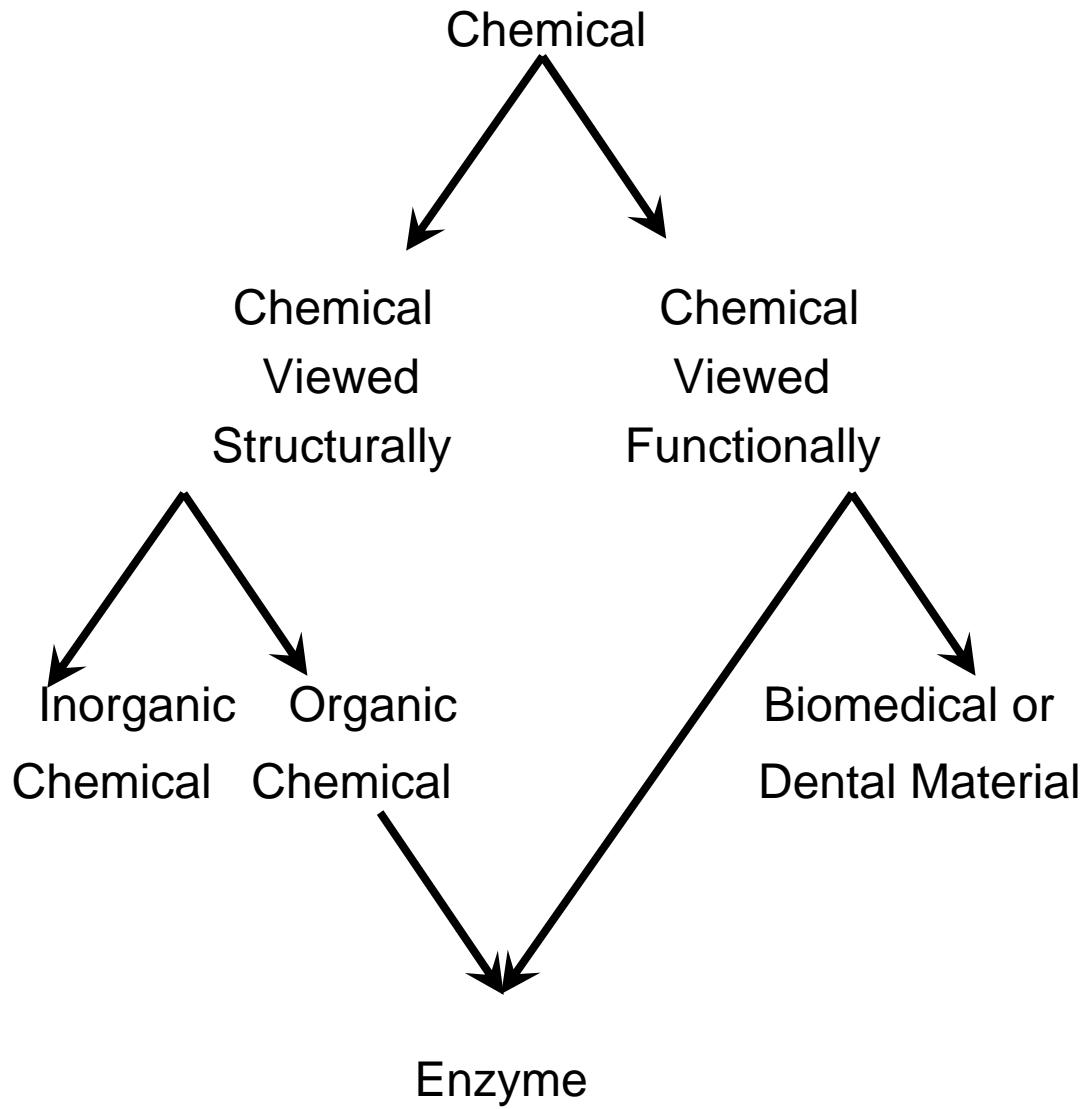 Chemical
Chemical
Viewed
Structurally
Chemical
Viewed
Functionally
Inorganic
Chemical
Organic
Chemical
Biomedical or
Dental Material
Enzyme